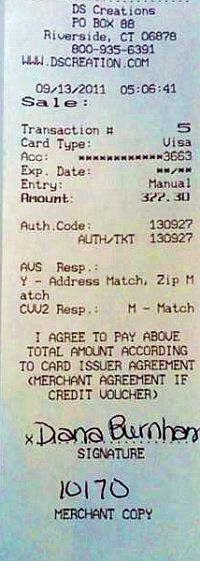 DS Creations
PO BOX 88
Riverside, CT 06878
800-935-6391
WWW.DSCREATION.COM
09/13/2011 05:06:41
Sale:
Transaction # 5
Card Type: Visa
Acc: ************3663
Exp. Date: **/**
Entry: Manual
Amount: 327.30
Auth.Code: 130927
AUTH/TKT 130927
AVS Resp.:
Y - Address Match, Zip M
atch
CVV2 Resp.: M - Match
I AGREE TO PAY ABOVE
TOTAL AMOUNT ACCORDING
TO CARD ISSUER AGREEMENT
(MERCHANT AGREEMENT IF
CREDIT VOUCHER)
x Diana Burnham
SIGNATURE
10170
MERCHANT COPY